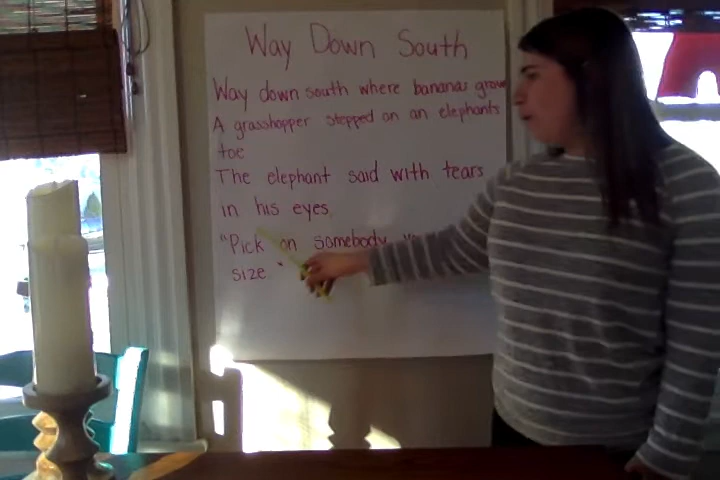 Way Down South
Way down south where bananas grow
A grasshopper stepped on an elephants
toe
The elephant said with tears
in his eyes
"Pick on somebody
size"